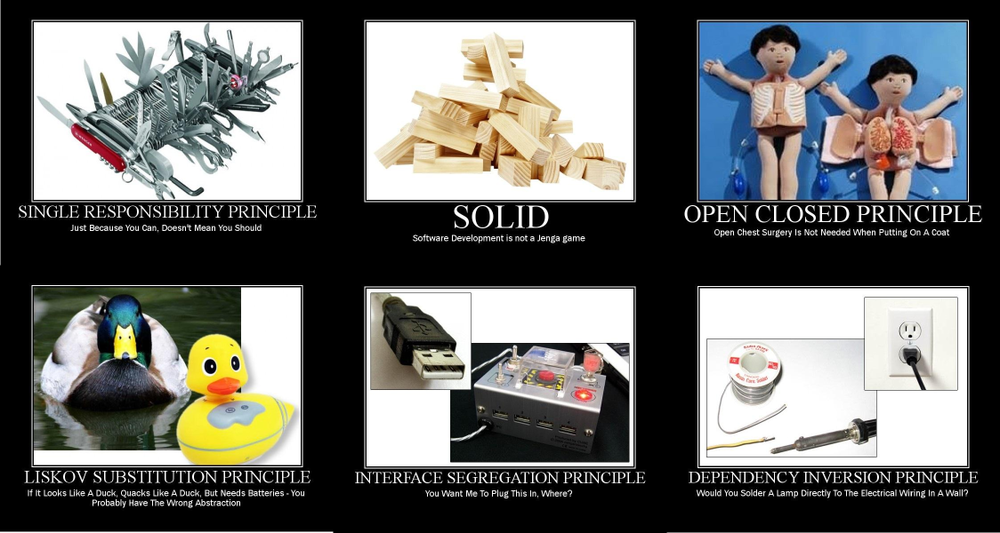 SINGLE RESPONSIBILITY PRINCIPLE
Just Because You Can, Doesn't Mean You Should
SOLID
Software Development is not a Jenga game
OPEN CLOSED PRINCIPLE
Open Chest Surgery Is Not Needed When Putting On A Coat
LISKOV SUBSTITUTION PRINCIPLE
If It Looks Like A Duck, Quacks Like A Duck, But Needs Batteries - You
Probably Have The Wrong Abstraction
INTERFACE SEGREGATION PRINCIPLE
You Want Me To Plug This In, Where?
DEPENDENCY INVERSION PRINCIPLE
Would You Solder A Lamp Directly To The Electrical Wiring In A Wall?